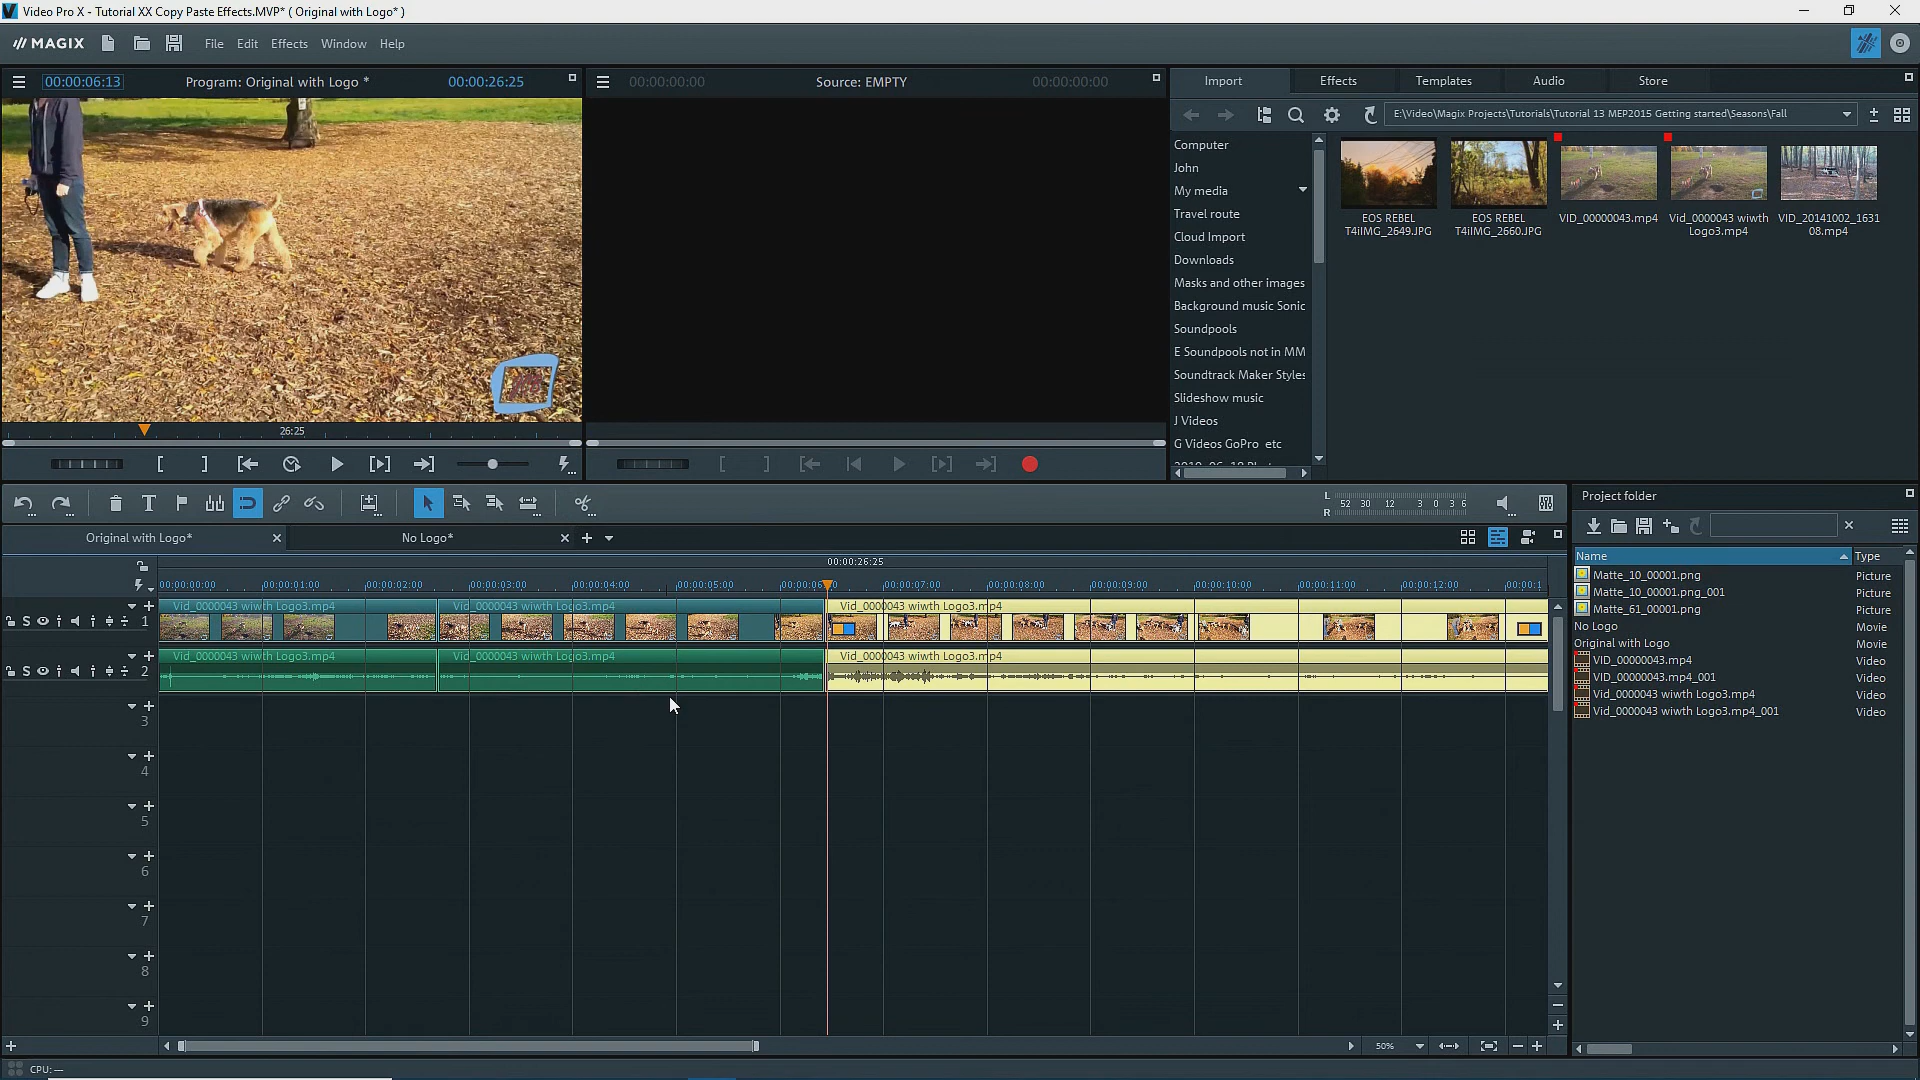 Video Pro X - Tutorial XX Copy Paste Effects.MVP* ( Original with Logo* )
MAGIX File Edit Effects Window Help
00:00:06:13 Program: Original with Logo * 00:00:26:25
00:00:00:00 Source: EMPTY 00:00:00:00
Import Effects Templates Audio Store
E:\Video\Magix Projects\Tutorials\Tutorial 13 MEP2015 Getting started\Seasons\Fall
Computer
John
My media
Travel route
Cloud Import
Downloads
Masks and other images
Background music Sonic
Soundpools
E Soundpools not in MM
Soundtrack Maker Styles
Slideshow music
J Videos
G Videos GoPro etc
EOS REBEL
T4iIMG_2649.JPG
EOS REBEL
T4iIMG_2660.JPG
VID_00000043.mp4
Vid_0000043 wiwth
Logo3.mp4
VID_20141002_1631
08.mp4
26:25
L
R
52 30 12 3 0 3 6
Original with Logo*
No Logo*
00:00:26:25
00:00:00:00 00:00:01:00 00:00:02:00 00:00:03:00 00:00:04:00 00:00:05:00 00:00:06 00:00:07:00 00:00:08:00 00:00:09:00 00:00:10:00 00:00:11:00 00:00:12:00 00:00:1
Vid_0000043 wiwth Logo3.mp4 Vid_0000043 wiwth Logo3.mp4 Vid_0000043 wiwth Logo3.mp4
S 1
Vid_0000043 wiwth Logo3.mp4 Vid_0000043 wiwth Logo3.mp4 Vid_0000043 wiwth Logo3.mp4
S 2
3
4
5
6
7
8
9
50%
CPU: —
Project folder
Name Type
Matte_10_00001.png Picture
Matte_10_00001.png_001 Picture
Matte_61_00001.png Picture
No Logo Movie
Original with Logo Movie
VID_00000043.mp4 Video
VID_00000043.mp4_001 Video
Vid_0000043 wiwth Logo3.mp4 Video
Vid_0000043 wiwth Logo3.mp4_001 Video